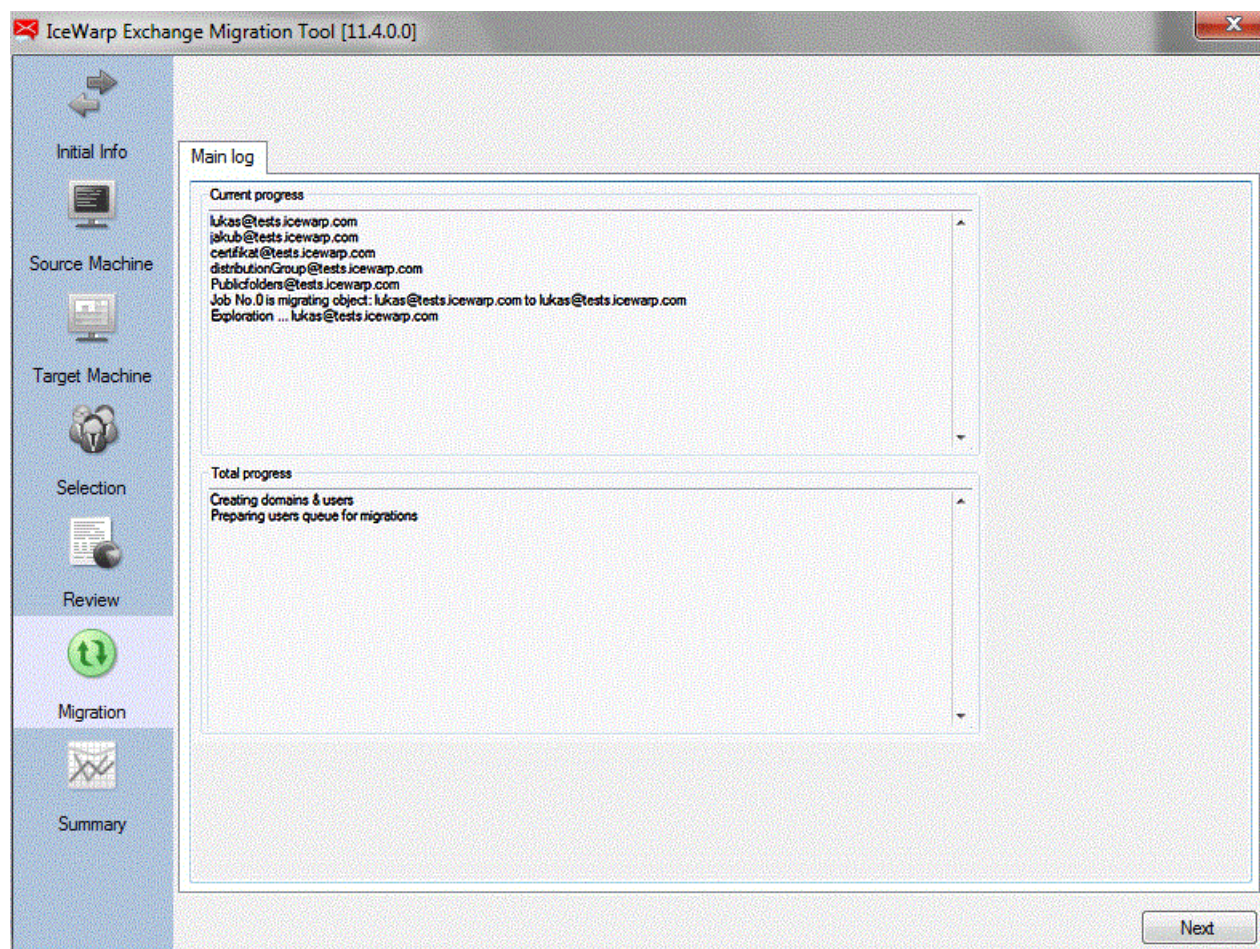 IceWarp Exchange Migration Tool [11.4.0.0]
Initial Info
Source Machine
Target Machine
Selection
Review
Migration
Summary
Main log
Current progress
lukas@tests.icewarp.com
jakub@tests.icewarp.com
certifikat@tests.icewarp.com
distributionGroup@tests.icewarp.com
Publicfolders@tests.icewarp.com
Job No.0 is migrating object: lukas@tests.icewarp.com to lukas@tests.icewarp.com
Exploration ... lukas@tests.icewarp.com
Total progress
Creating domains & users
Preparing users queue for migrations
Next